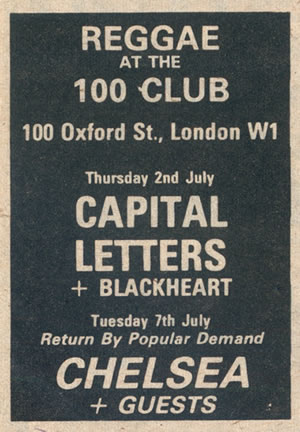 REGGAE
AT THE
100 CLUB
100 Oxford St., London W1
Thursday 2nd July
CAPITAL
LETTERS
+ BLACKHEART
Tuesday 7th July
Return By Popular Demand
CHELSEA
+ GUESTS